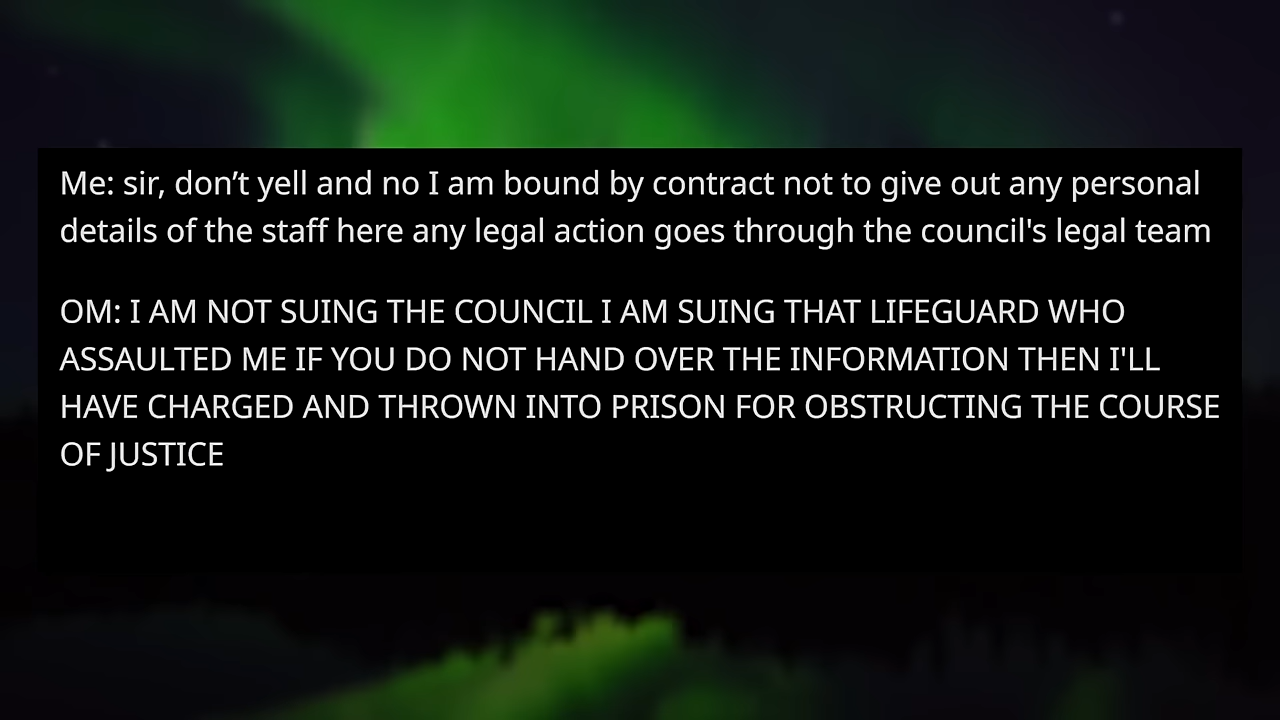 Me: sir, don’t yell and no I am bound by contract not to give out any personal
details of the staff here any legal action goes through the council's legal team
OM: I AM NOT SUING THE COUNCIL I AM SUING THAT LIFEGUARD WHO
ASSAULTED ME IF YOU DO NOT HAND OVER THE INFORMATION THEN I'LL
HAVE CHARGED AND THROWN INTO PRISON FOR OBSTRUCTING THE COURSE
OF JUSTICE